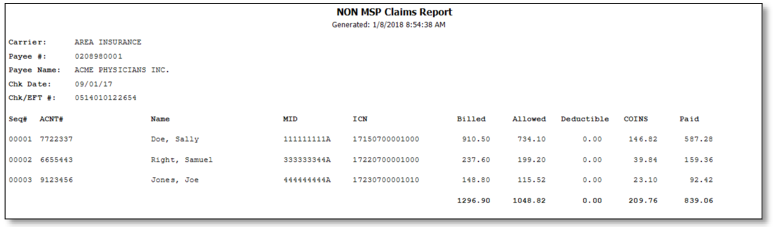 NON MSP Claims Report
Generated: 1/8/2018 8:54:38 AM
Carrier: AREA INSURANCE
Payee #: 0208980001
Payee Name: ACME PHYSICIANS INC.
Chk Date: 09/01/17
Chk/EFT #: 0514010122654
Seq# ACNT# Name MID ICN Billed Allowed Deductible COINS Paid
00001 7722337 Doe, Sally 111111111A 17150700001000 910.50 734.10 0.00 146.82 587.28
00002 6655443 Right, Samuel 333333344A 17220700001000 237.60 199.20 0.00 39.84 159.36
00003 9123456 Jones, Joe 444444444A 17230700001010 148.80 115.52 0.00 23.10 92.42
1296.90 1048.82 0.00 209.76 839.06